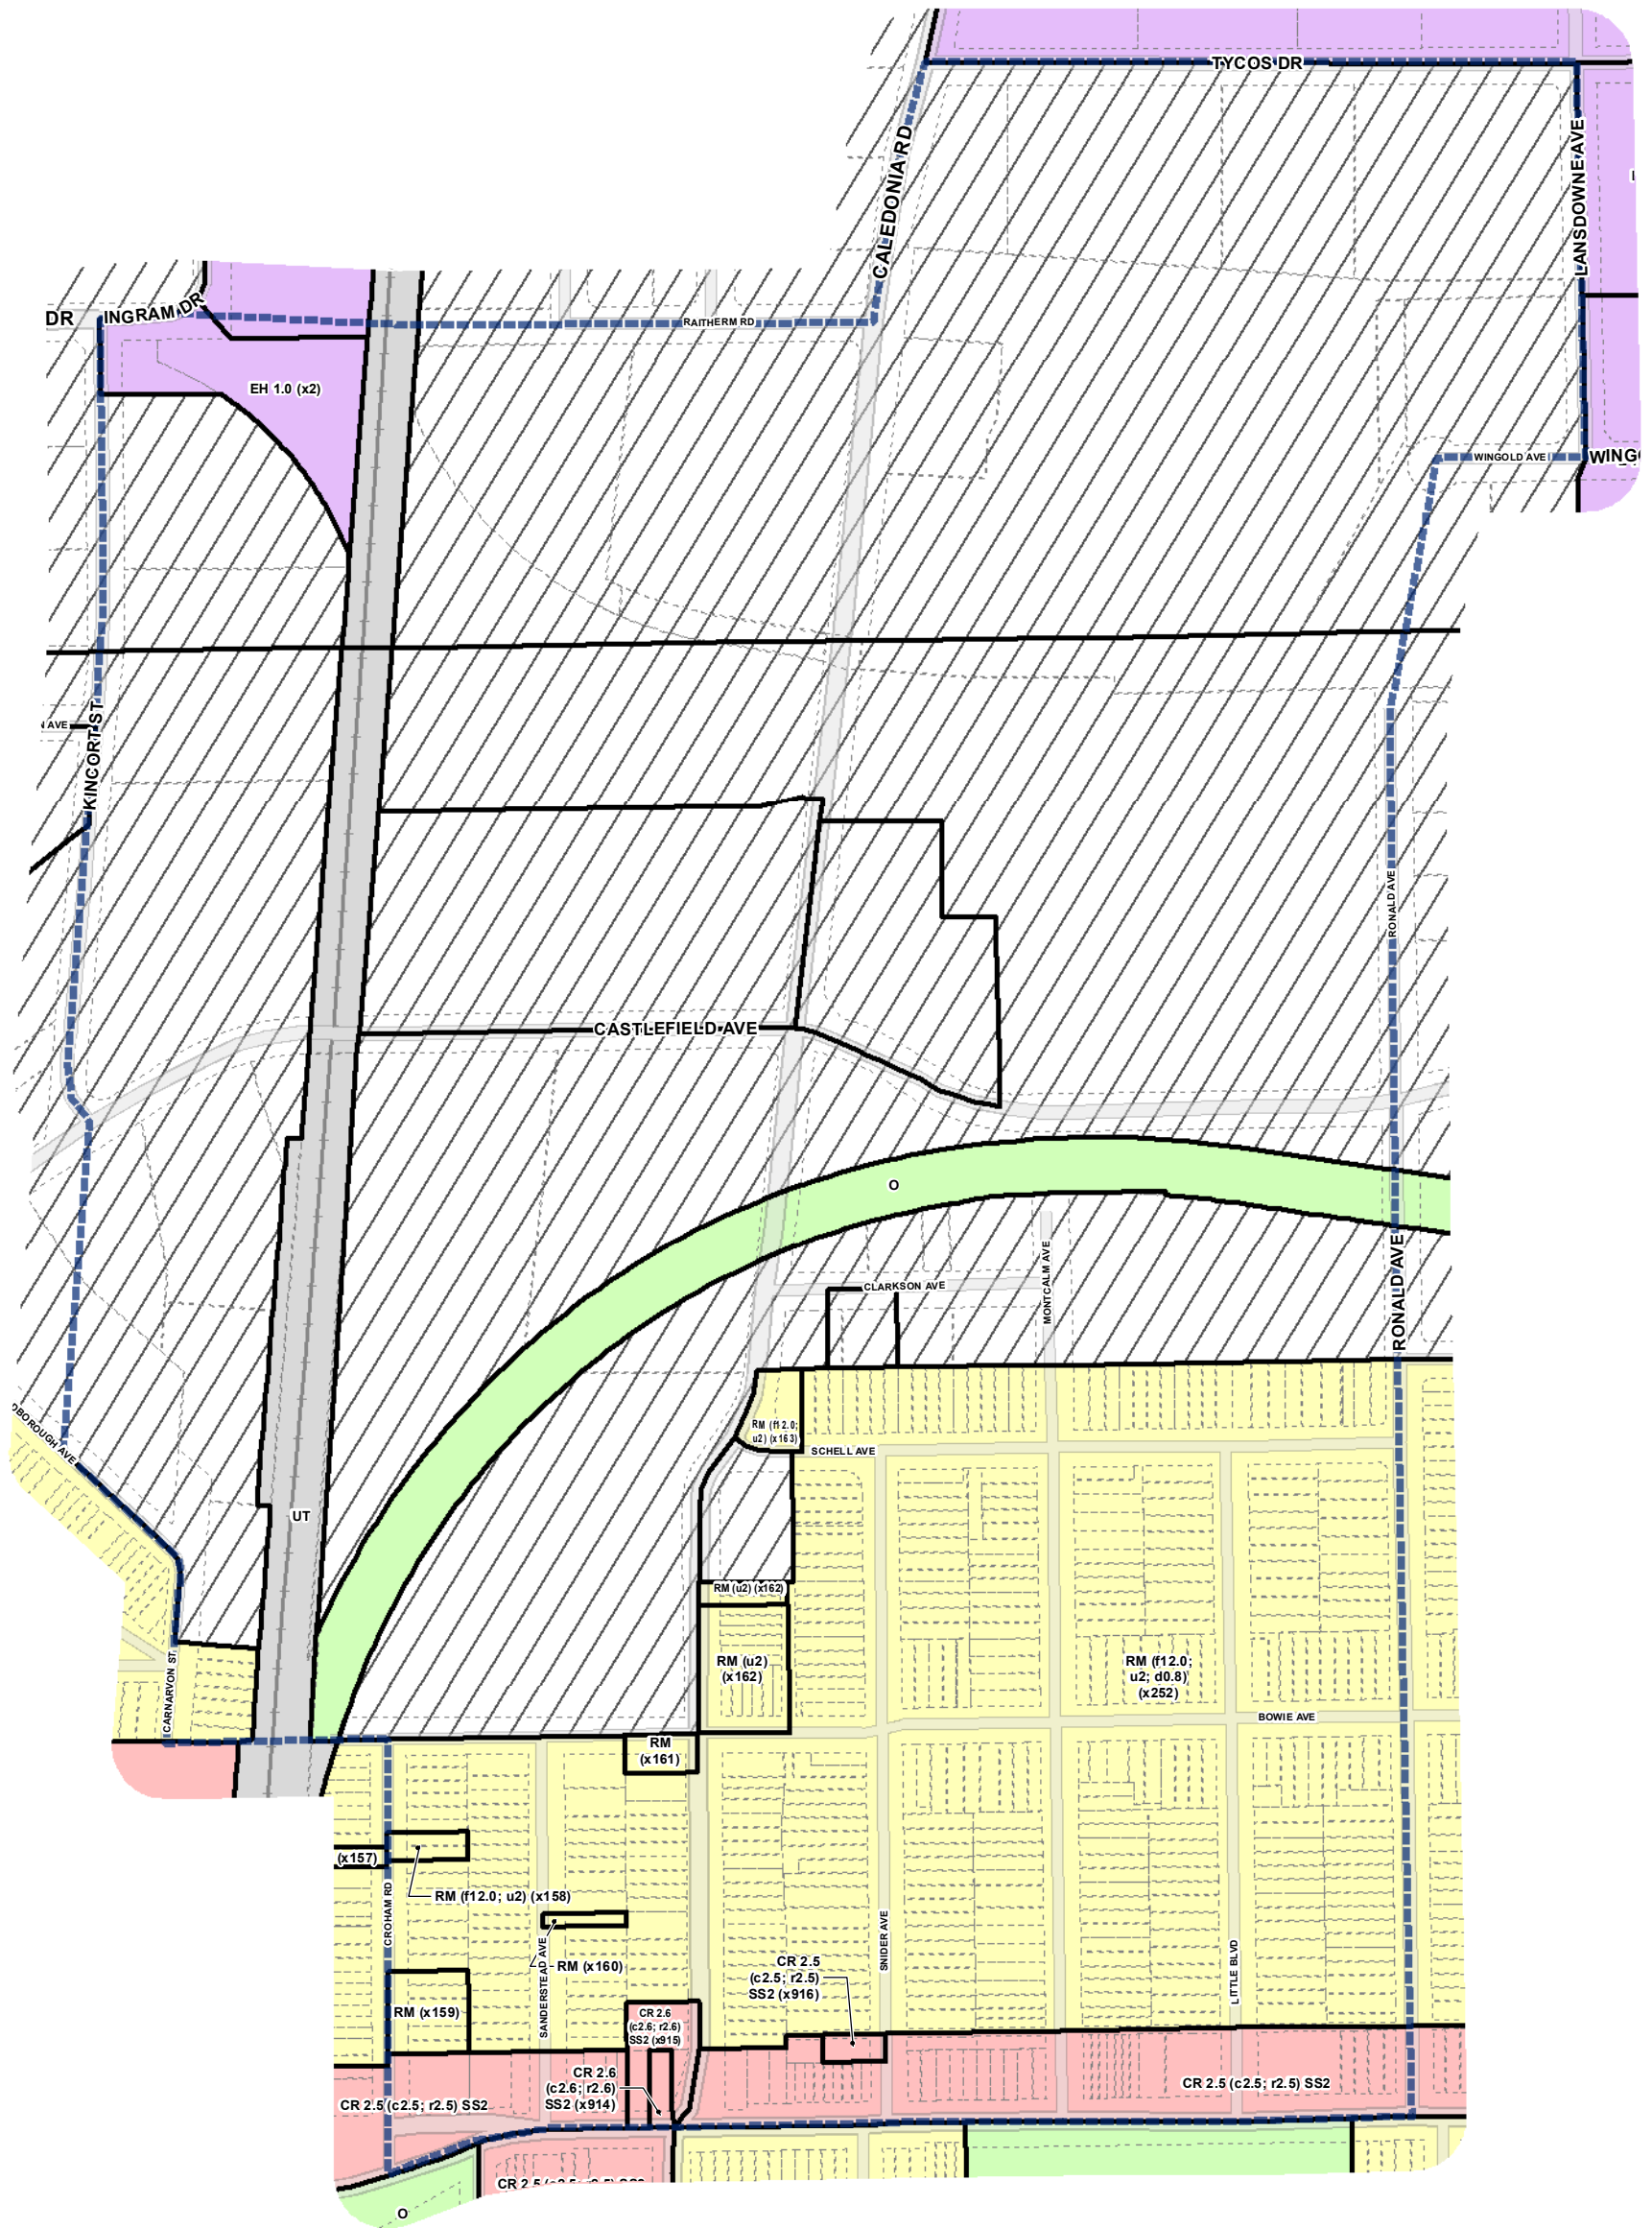 TYCOS DR
CALEDONIA RD
LANSDOWNE AVE
DR
INGRAM DR
RAITHERM RD
EH 1.0 (x2)
WINGOLD AVE
KINCORT ST
RONALD AVE
CASTLEFIELD AVE
O
CLARKSON AVE
MONTCALM AVE
RONALD AVE
RM (f12.0;
u2) (x163)
SCHELL AVE
UT
RM (u2) (x162)
RM (u2)
(x162)
RM (f12.0;
u2; d0.8)
(x252)
CARNARVON ST
BOWIE AVE
RM
(x161)
(x157)
RM (f12.0; u2) (x158)
CROHAM RD
SANDERSTEAD AVE
RM (x160)
SNIDER AVE
LITTLE BLVD
CR 2.5
(c2.5; r2.5)
SS2 (x916)
RM (x159)
CR 2.6
(c2.6; r2.6)
SS2 (x915)
CR 2.6
(c2.6; r2.6)
SS2 (x914)
CR 2.5 (c2.5; r2.5) SS2
CR 2.5 (c2.5; r2.5) SS2
O